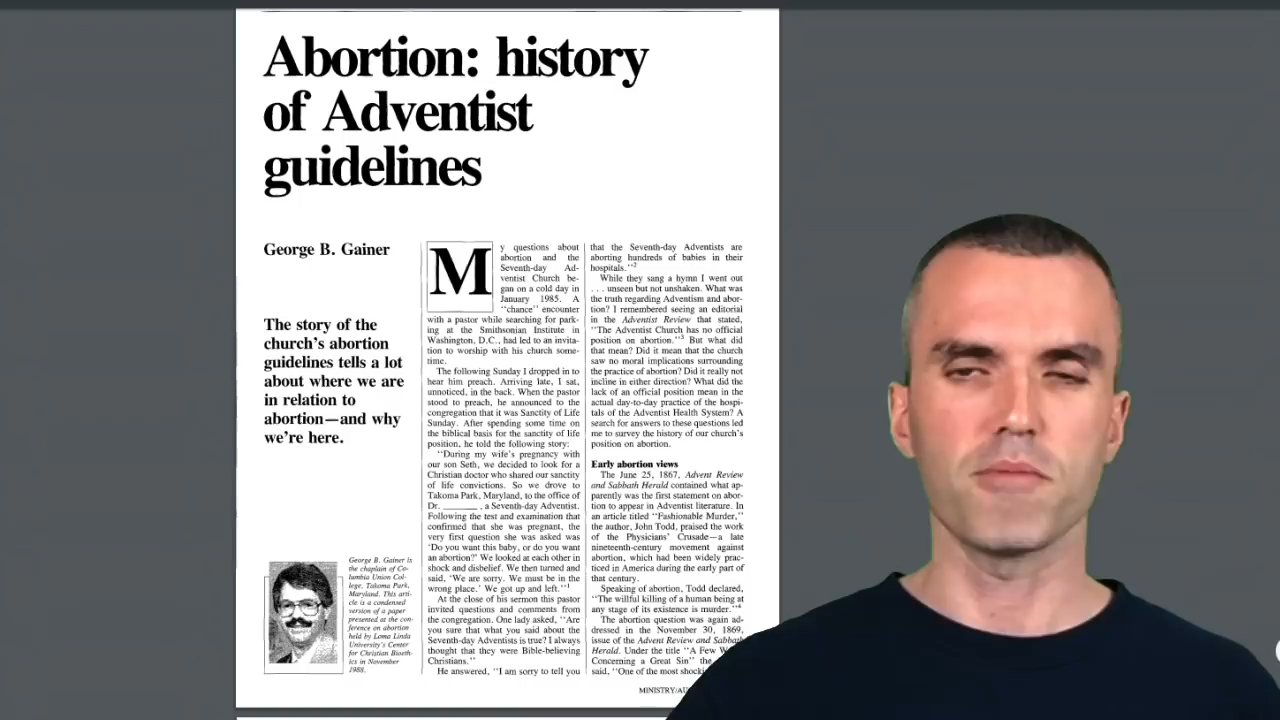 Abortion: history
of Adventist
guidelines
George B. Gainer
The story of the
church's abortion
guidelines tells a lot
about where we are
in relation to
abortion—and why
we're here.
George B. Gainer is
the chaplain of Co-
lumbia Union Col-
lege, Takoma Park,
Maryland. This arti-
cle is a condensed
version of a paper
presented at the con-
ference on abortion
held by Loma Linda
University's Center
for Christian Bioeth-
ics in November
1988.
My questions about
abortion and the
Seventh-day Ad-
ventist Church be-
gan on a cold day in
January 1985. A
"chance" encounter
with a pastor while searching for park-
ing at the Smithsonian Institute in
Washington, D.C., had led to an invita-
tion to worship with his church some-
time.
The following Sunday I dropped in to
hear him preach. Arriving late, I sat,
unnoticed, in the back. When the pastor
stood to preach, he announced to the
congregation that it was Sanctity of Life
Sunday. After spending some time on
the biblical basis for the sanctity of life
position, he told the following story:
"During my wife's pregnancy with
our son Seth, we decided to look for a
Christian doctor who shared our sanctity
of life convictions. So we drove to
Takoma Park, Maryland, to the office of
Dr. ______, a Seventh-day Adventist.
Following the test and examination that
confirmed that she was pregnant, the
very first question she was asked was
'Do you want this baby, or do you want
an abortion?' We looked at each other in
shock and disbelief. We then turned and
said, 'We are sorry. We must be in the
wrong place.' We got up and left."1
At the close of his sermon this pastor
invited questions and comments from
the congregation. One lady asked, "Are
you sure that what you said about the
Seventh-day Adventists is true? I always
thought that they were Bible-believing
Christians."
He answered, "I am sorry to tell you
that the Seventh-day Adventists are
aborting hundreds of babies in their
hospitals."2
While they sang a hymn I went out
. . . unseen but not unshaken. What was
the truth regarding Adventism and abor-
tion? I remembered seeing an editorial
in the Adventist Review that stated,
"The Adventist Church has no official
position on abortion."3 But what did
that mean? Did it mean that the church
saw no moral implications surrounding
the practice of abortion? Did it really not
incline in either direction? What did the
lack of an official position mean in the
actual day-to-day practice of the hospi-
tals of the Adventist Health System? A
search for answers to these questions led
me to survey the history of our church's
position on abortion.
Early abortion views
The June 25, 1867, Advent Review
and Sabbath Herald contained what ap-
parently was the first statement on abor-
tion to appear in Adventist literature. In
an article titled "Fashionable Murder,"
the author, John Todd, praised the work
of the Physicians' Crusade—a late
nineteenth-century movement against
abortion, which had been widely prac-
ticed in America during the early part of
that century.
Speaking of abortion, Todd declared,
"The willful killing of a human being at
any stage of its existence is murder."4
The abortion question was again ad-
dressed in the November 30, 1869,
issue of the Advent Review and Sabbath
Herald. Under the title "A Few W
Concerning a Great Sin" the
said, "One of the most shocki
MINISTRY/AU